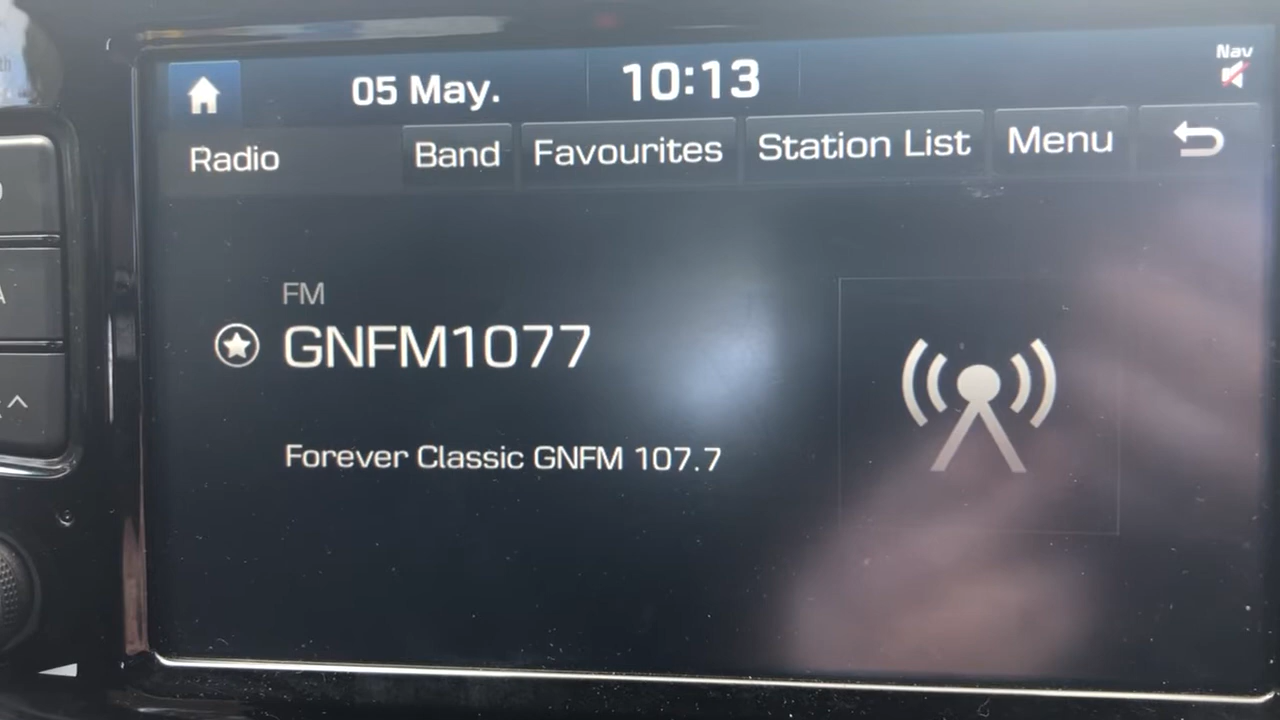 05 May. 10:13 Nav
Radio Band Favourites Station List Menu
FM
GNFM1077
Forever Classic GNFM 107.7